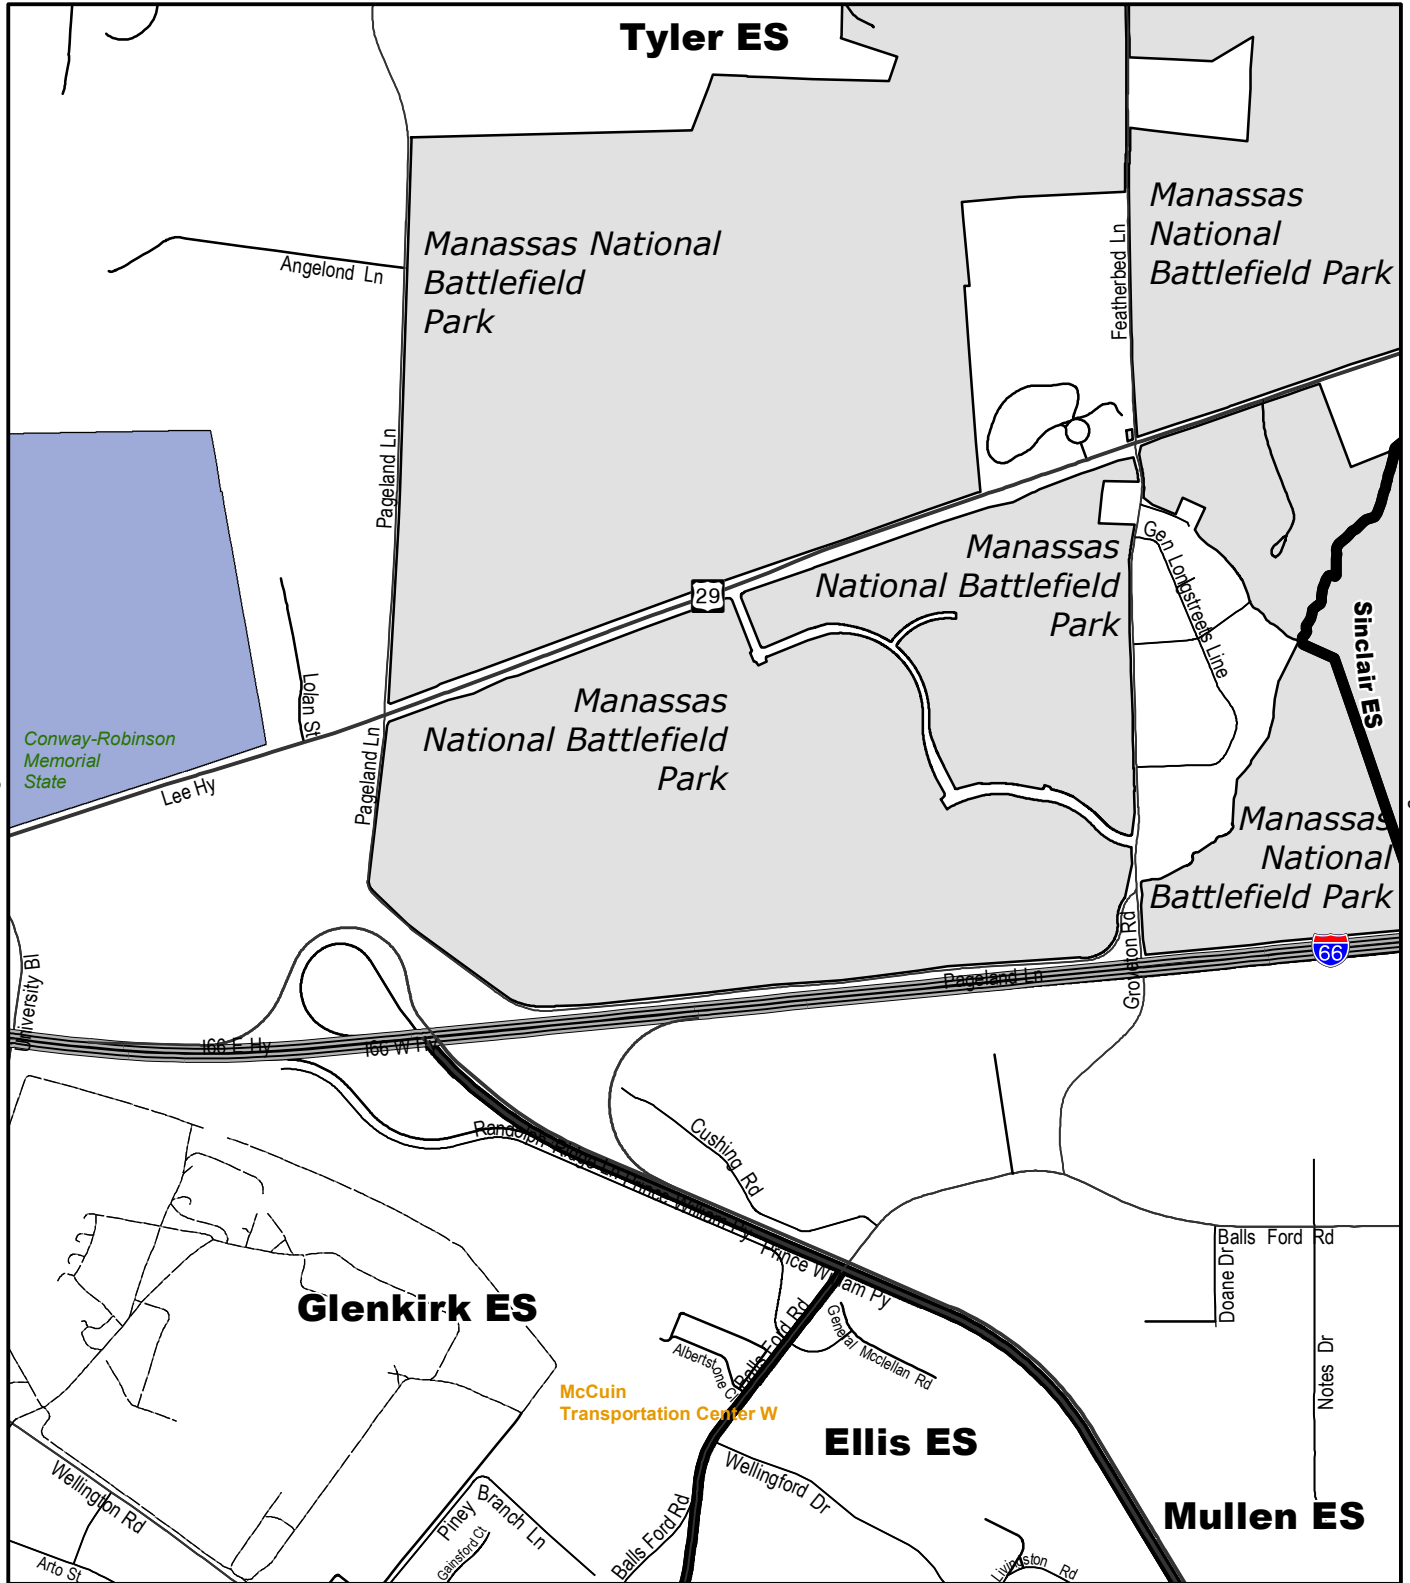 Tyler ES
Manassas National
Battlefield
Park
Manassas
National
Battlefield Park
Angelond Ln
Featherbed Ln
Pageland Ln
29
Manassas
National Battlefield
Park
Gen Longstreets Line
Sinclair ES
Lolan St
Manassas
National Battlefield
Park
Conway-Robinson
Memorial
State
Lee Hy
Pageland Ln
Manassas
National
Battlefield Park
66
Groveton Rd
Pageland Ln
University Bl
I66 E Hy
I66 W Hy
Randolph Ridge Ln
Prince William Py
Prince William Py
Cushing Rd
Balls Ford Rd
Doane Dr
Notes Dr
Glenkirk ES
Balls Ford Rd
General Mcclellan Rd
Albertstone Ct
McCuin
Transportation Center W
Ellis ES
Wellingford Dr
Mullen ES
Wellington Rd
Piney Branch Ln
Gainsford Ct
Balls Ford Rd
Arto St
Livingston Rd